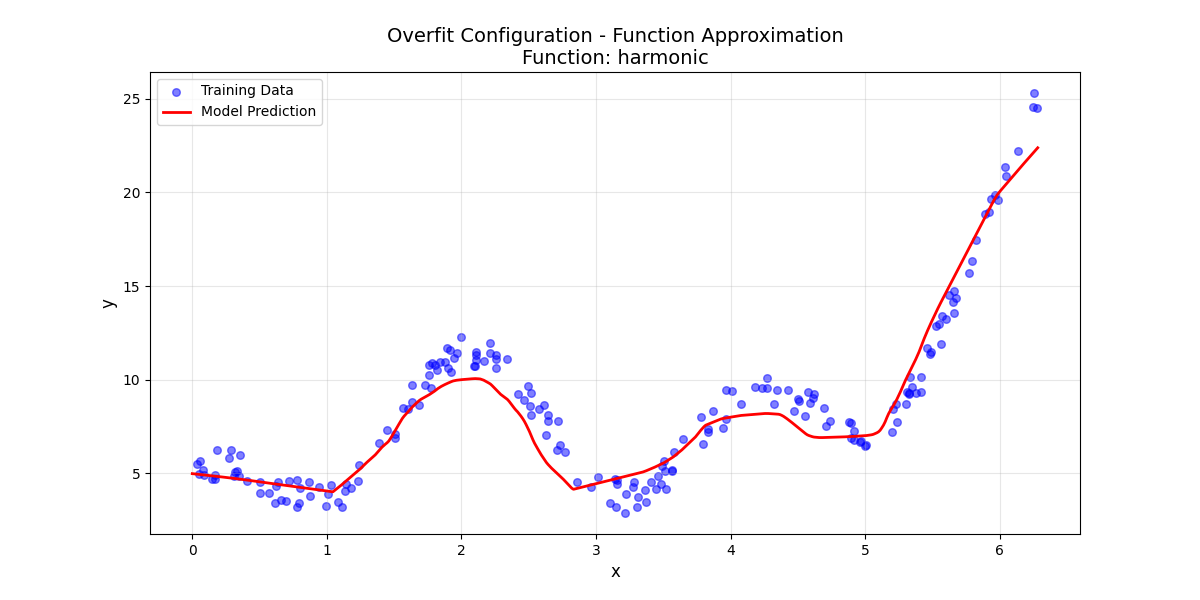 Overfit Configuration - Function Approximation
Function: harmonic
Training Data
Model Prediction
25
20
15
10
5
y
0 1 2 3 4 5 6
x